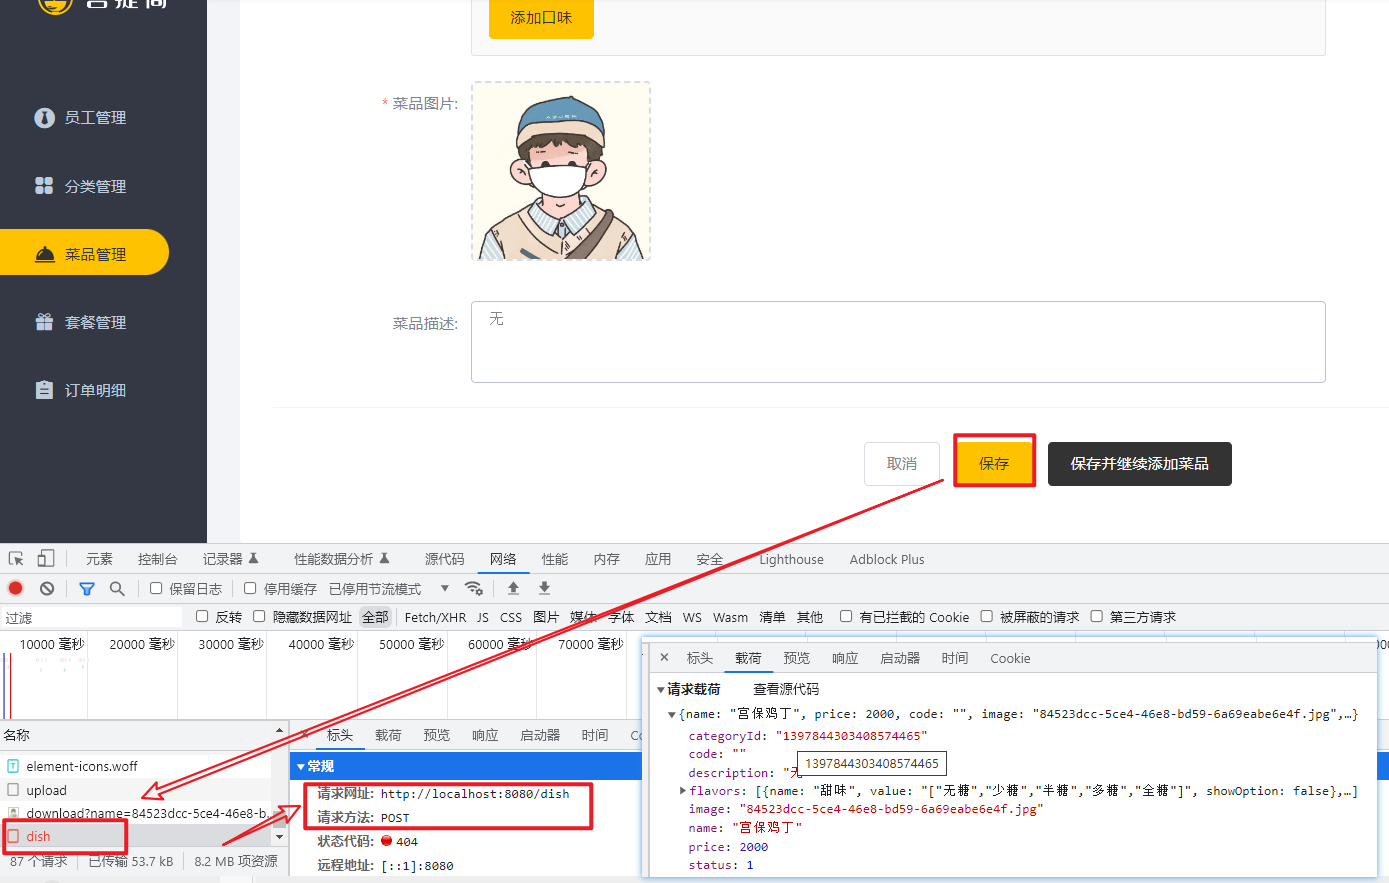 添加口味
员工管理
* 菜品图片:
分类管理
菜品管理
套餐管理
菜品描述:
无
订单明细
取消
保存
保存并继续添加菜品
元素 控制台 记录器 性能数据分析 源代码 网络 性能 内存 应用 安全 Lighthouse Adblock Plus
保留日志 停用缓存 已停用节流模式
过滤 反转 隐藏数据网址 全部 Fetch/XHR JS CSS 图片 媒体 字体 文档 WS Wasm 清单 其他 有已拦截的 Cookie 被屏蔽的请求 第三方请求
10000 毫秒 20000 毫秒 30000 毫秒 40000 毫秒 50000 毫秒 60000 毫秒 70000 毫秒
名称
element-icons.woff
upload
download?name=84523dcc-5ce4-46e8-b...
dish
87 个请求 已传输 53.7 kB 8.2 MB 项资源
标头 载荷 预览 响应 启动器 时间
常规
请求网址: http://localhost:8080/dish
请求方法: POST
状态代码: 404
远程地址: [::1]:8080
标头 载荷 预览 响应 启动器 时间 Cookie
请求载荷 查看源代码
{name: "宫保鸡丁", price: 2000, code: "", image: "84523dcc-5ce4-46e8-bd59-6a69eabe6e4f.jpg",…}
categoryId: "1397844303408574465"
code: ""
description: "无
1397844303408574465
flavors: [{name: "甜味", value: "["无糖","少糖","半糖","多糖","全糖"]", showOption: false},…]
image: "84523dcc-5ce4-46e8-bd59-6a69eabe6e4f.jpg"
name: "宫保鸡丁"
price: 2000
status: 1